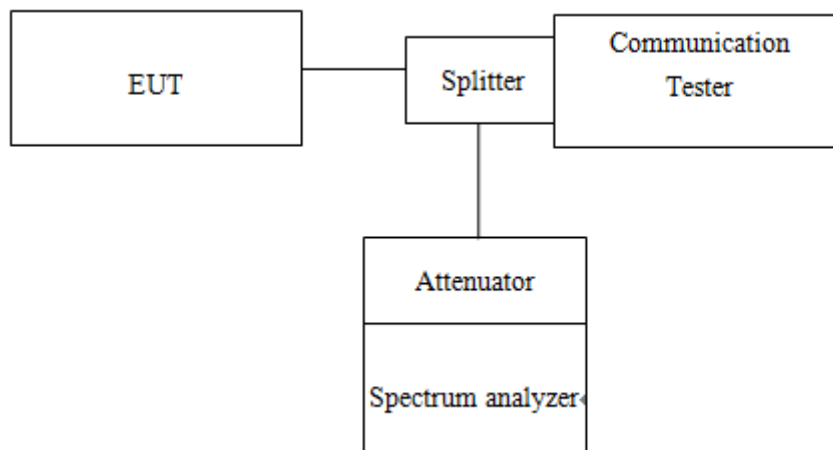 EUT
Splitter
Communication
Tester
Attenuator
Spectrum analyzer